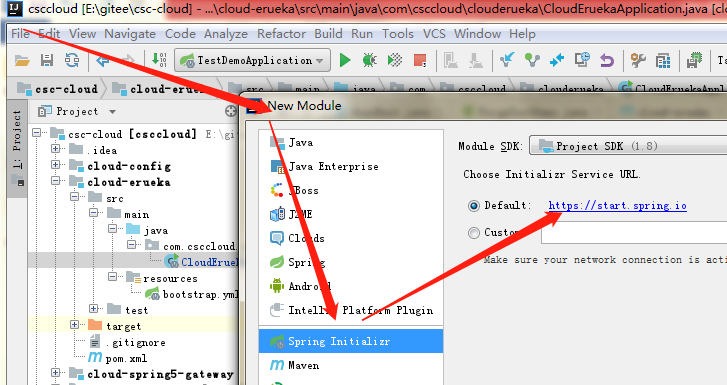 csccloud [E:\gitee\csc-cloud] - ...\cloud-erueka\src\main\java\com\csccloud\clouderueka\CloudEruekaApplication.java [clo
File Edit View Navigate Code Analyze Refactor Build Run Tools VCS Window Help
TestDemoApplication
csc-cloud cloud-erueka src main java com csccloud clouderueka CloudEruekaAppl
1: Project
Project
New Module
csc-cloud [csccloud] E:\git
.idea
cloud-config
cloud-erueka
src
main
java
com.csccloud.
CloudErueka
resources
bootstrap.yml
test
target
.gitignore
pom.xml
cloud-spring5-gateway
Java
Java Enterprise
JBoss
J2ME
Clouds
Spring
Android
IntelliJ Platform Plugin
Spring Initializr
Maven
Module SDK: Project SDK (1.8)
Choose Initializr Service URL.
Default: https://start.spring.io
Custom:
Make sure your network connection is acti